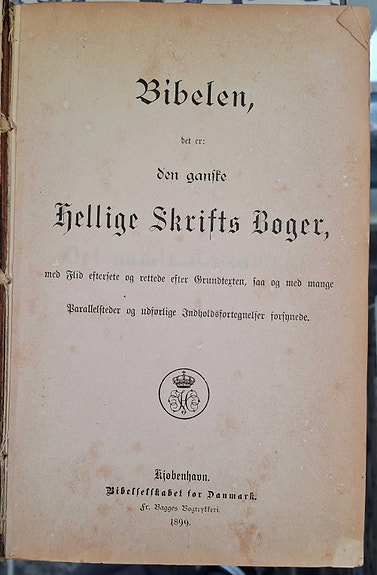 Bibelen,
det er:
den ganske
Hellige Skrifts Bøger,
med Flid eftersete og rettede efter Grundtexten, saa og med mange
Parallelsteder og udførlige Indholdsfortegnelser forsynede.
Kjøbenhavn.
Bibelselskabet for Danmark.
Fr. Bagges Bogtrykkeri.
1899.